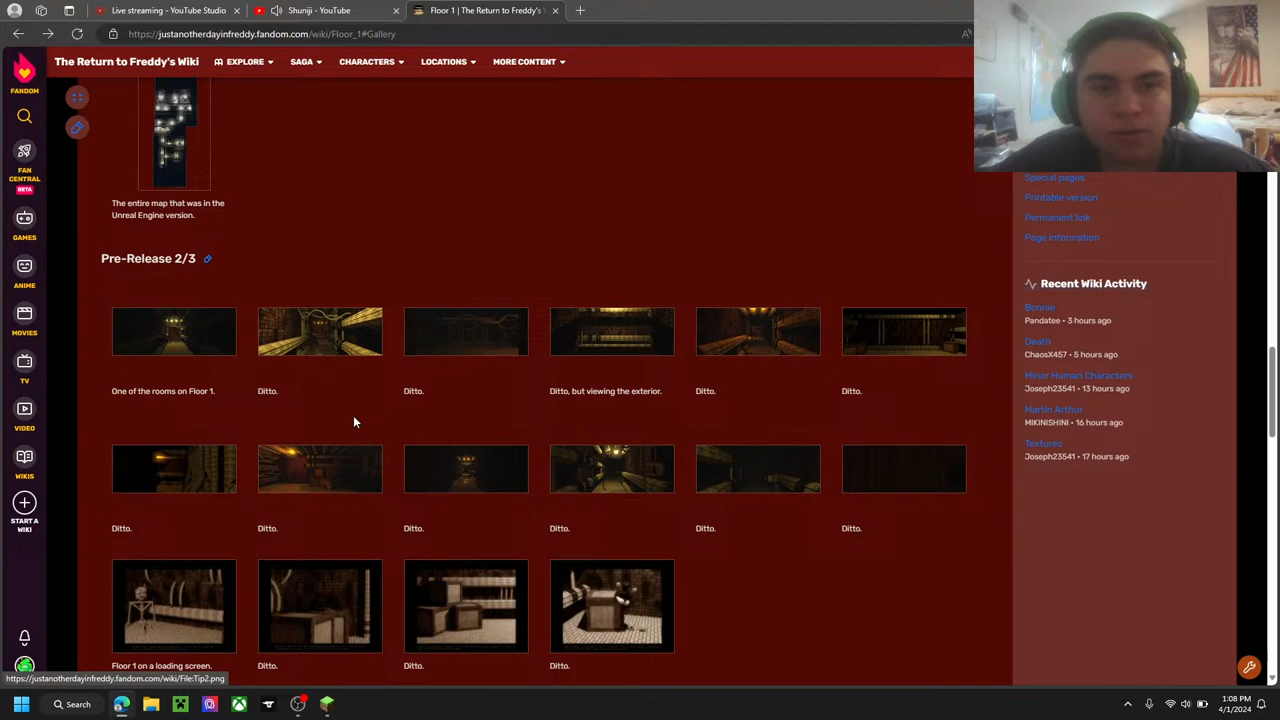 Live streaming - YouTube Studio
Shuniji - YouTube
Floor 1 | The Return to Freddy's W
https://justanotherdayinfreddy.fandom.com/wiki/Floor_1#Gallery
The Return to Freddy's Wiki
EXPLORE
SAGA
CHARACTERS
LOCATIONS
MORE CONTENT
FANDOM
FAN CENTRAL
BETA
GAMES
ANIME
MOVIES
TV
VIDEO
WIKIS
START A WIKI
The entire map that was in the
Unreal Engine version.
Pre-Release 2/3
One of the rooms on Floor 1.
Ditto.
Ditto.
Ditto, but viewing the exterior.
Ditto.
Ditto.
Ditto.
Ditto.
Ditto.
Ditto.
Ditto.
Ditto.
Floor 1 on a loading screen.
Ditto.
Ditto.
Ditto.
Special pages
Printable version
Permanent link
Page information
Recent Wiki Activity
Bonnie
Pandatee • 3 hours ago
Death
ChaosX457 • 5 hours ago
Minor Human Characters
Joseph23541 • 13 hours ago
Martin Arthur
MIKINISHINI • 16 hours ago
Textures
Joseph23541 • 17 hours ago
https://justanotherdayinfreddy.fandom.com/wiki/File:Tip2.png
Search
1:08 PM
4/1/2024